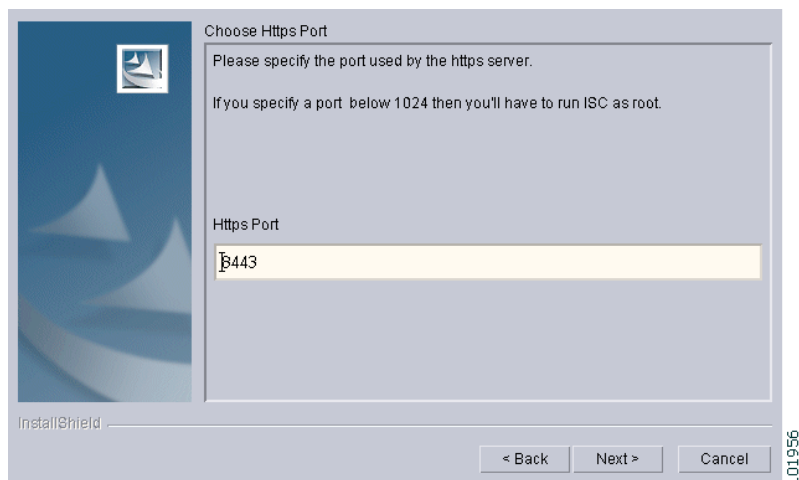 Choose Https Port
Please specify the port used by the https server.
If you specify a port below 1024 then you'll have to run ISC as root.
Https Port
8443
InstallShield
< Back
Next >
Cancel
101956